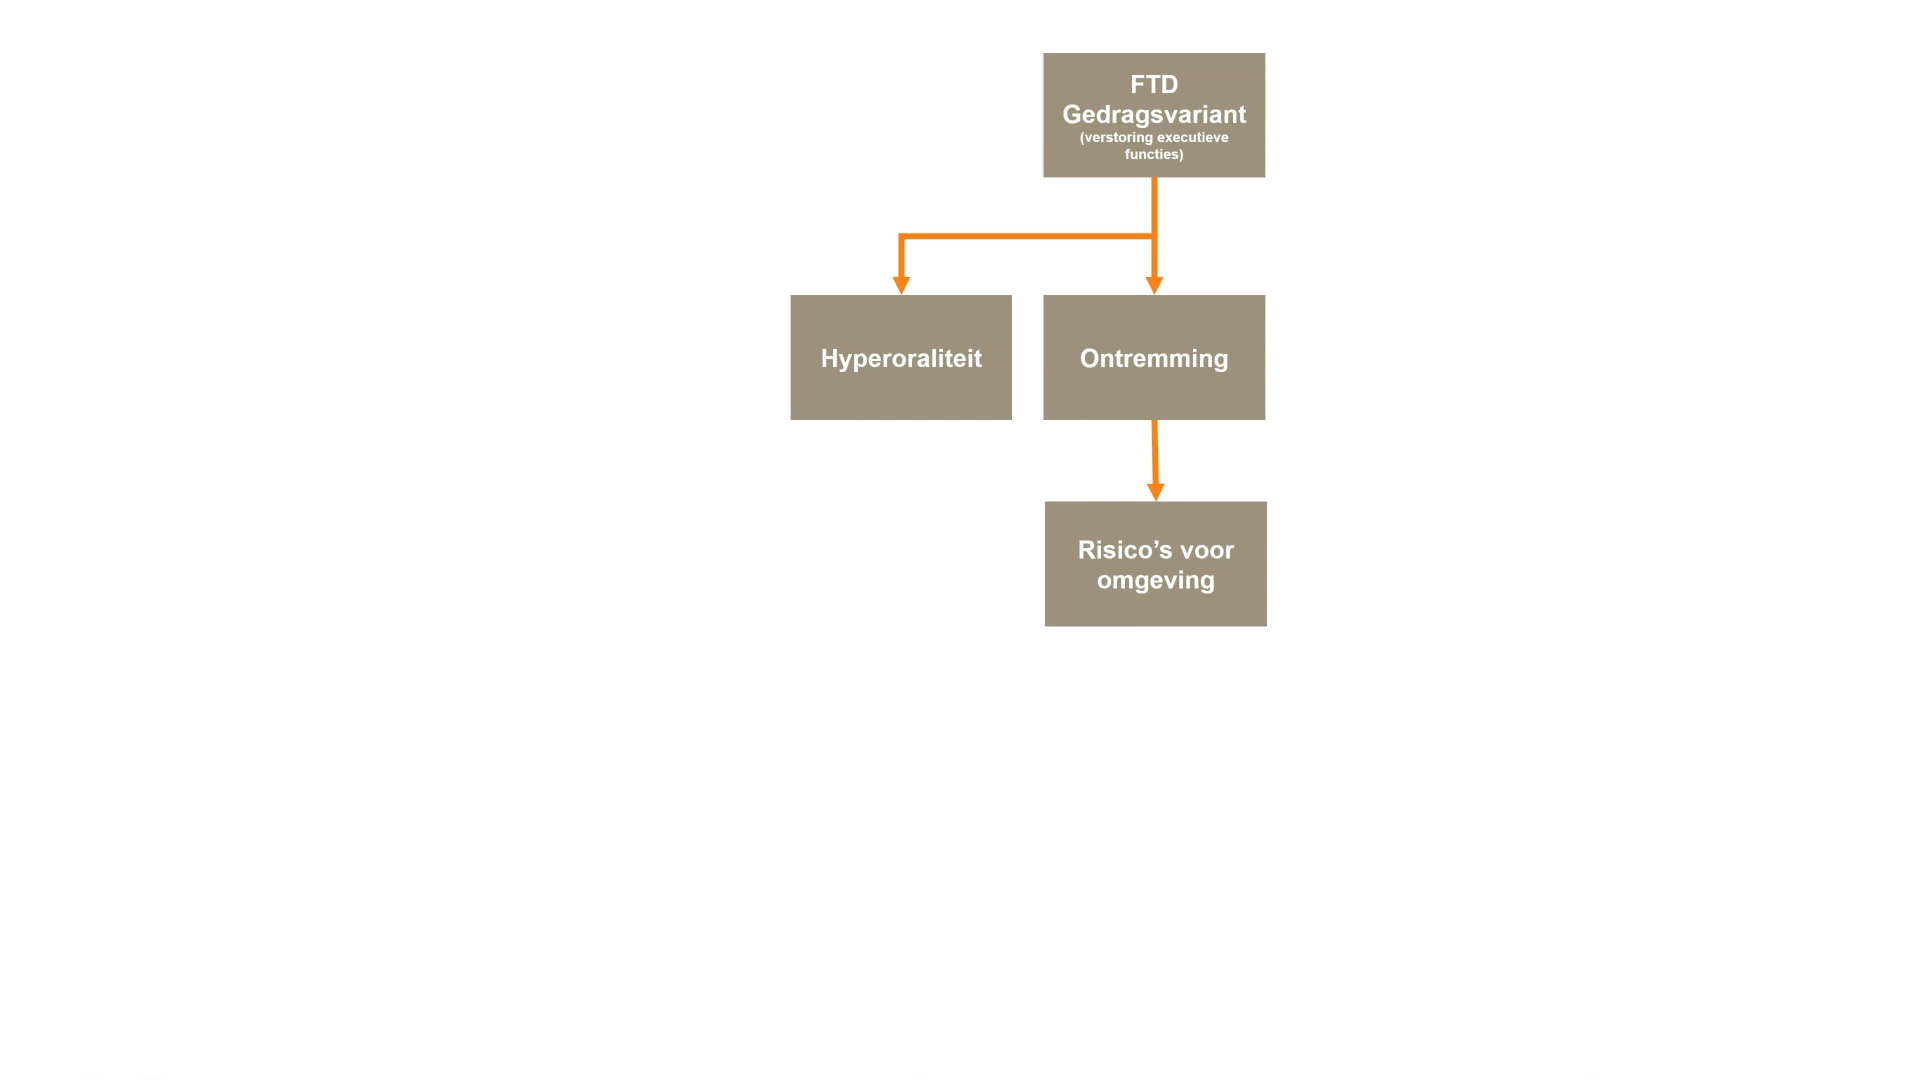 FTD
Gedragsvariant
(verstoring executieve
functies)
Hyperoraliteit
Ontremming
Risico’s voor
omgeving